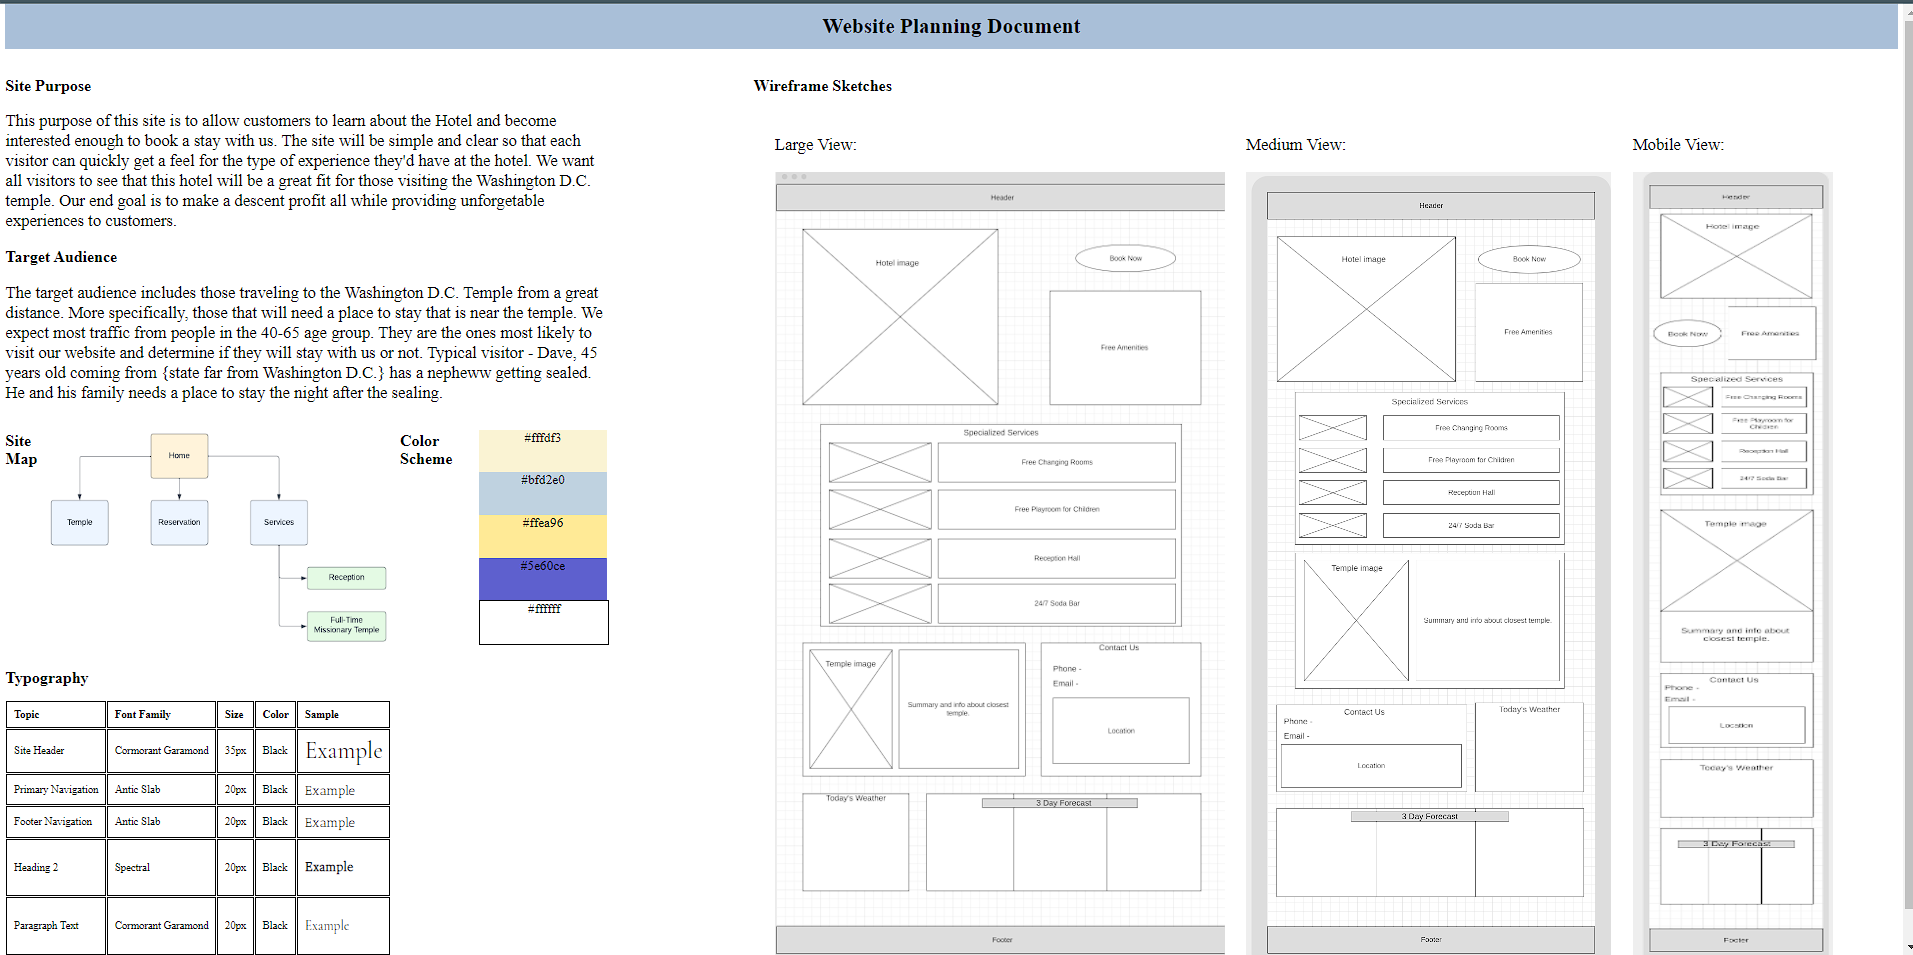 Website Planning Document
Site Purpose
This purpose of this site is to allow customers to learn about the Hotel and become
interested enough to book a stay with us. The site will be simple and clear so that each
visitor can quickly get a feel for the type of experience they'd have at the hotel. We want
all visitors to see that this hotel will be a great fit for those visiting the Washington D.C.
temple. Our end goal is to make a descent profit all while providing unforgetable
experiences to customers.
Target Audience
The target audience includes those traveling to the Washington D.C. Temple from a great
distance. More specifically, those that will need a place to stay that is near the temple. We
expect most traffic from people in the 40-65 age group. They are the ones most likely to
visit our website and determine if they will stay with us or not. Typical visitor - Dave, 45
years old coming from {state far from Washington D.C.} has a nepheww getting sealed.
He and his family needs a place to stay the night after the sealing.
Site
Map
Home
Temple
Reservation
Services
Reception
Full-Time
Missionary Temple
Color
Scheme
#fffdf3
#bfd2e0
#ffea96
#5e60ce
#ffffff
Typography
Topic Font Family Size Color Sample
Site Header Cormorant Garamond 35px Black Example
Primary Navigation Antic Slab 20px Black Example
Footer Navigation Antic Slab 20px Black Example
Heading 2 Spectral 20px Black Example
Paragraph Text Cormorant Garamond 20px Black Example
Wireframe Sketches
Large View:
Header
Hotel image
Book Now
Free Amenities
Specialized Services
Free Changing Rooms
Free Playroom for Children
Reception Hall
24/7 Soda Bar
Temple image
Summary and info about closest
temple.
Contact Us
Phone -
Email -
Location
Today's Weather
3 Day Forecast
Footer
Medium View:
Header
Hotel image
Book Now
Free Amenities
Specialized Services
Free Changing Rooms
Free Playroom for Children
Reception Hall
24/7 Soda Bar
Temple image
Summary and info about closest temple.
Contact Us
Phone -
Email -
Location
Today's Weather
3 Day Forecast
Footer
Mobile View:
Header
Hotel image
Book Now
Free Amenities
Specialized Services
Free Changing Rooms
Free Playroom for
Children
Reception Hall
24/7 Soda Bar
Temple image
Summary and info about
closest temple.
Contact Us
Phone -
Email -
Location
Today's Weather
3 Day Forecast
Footer